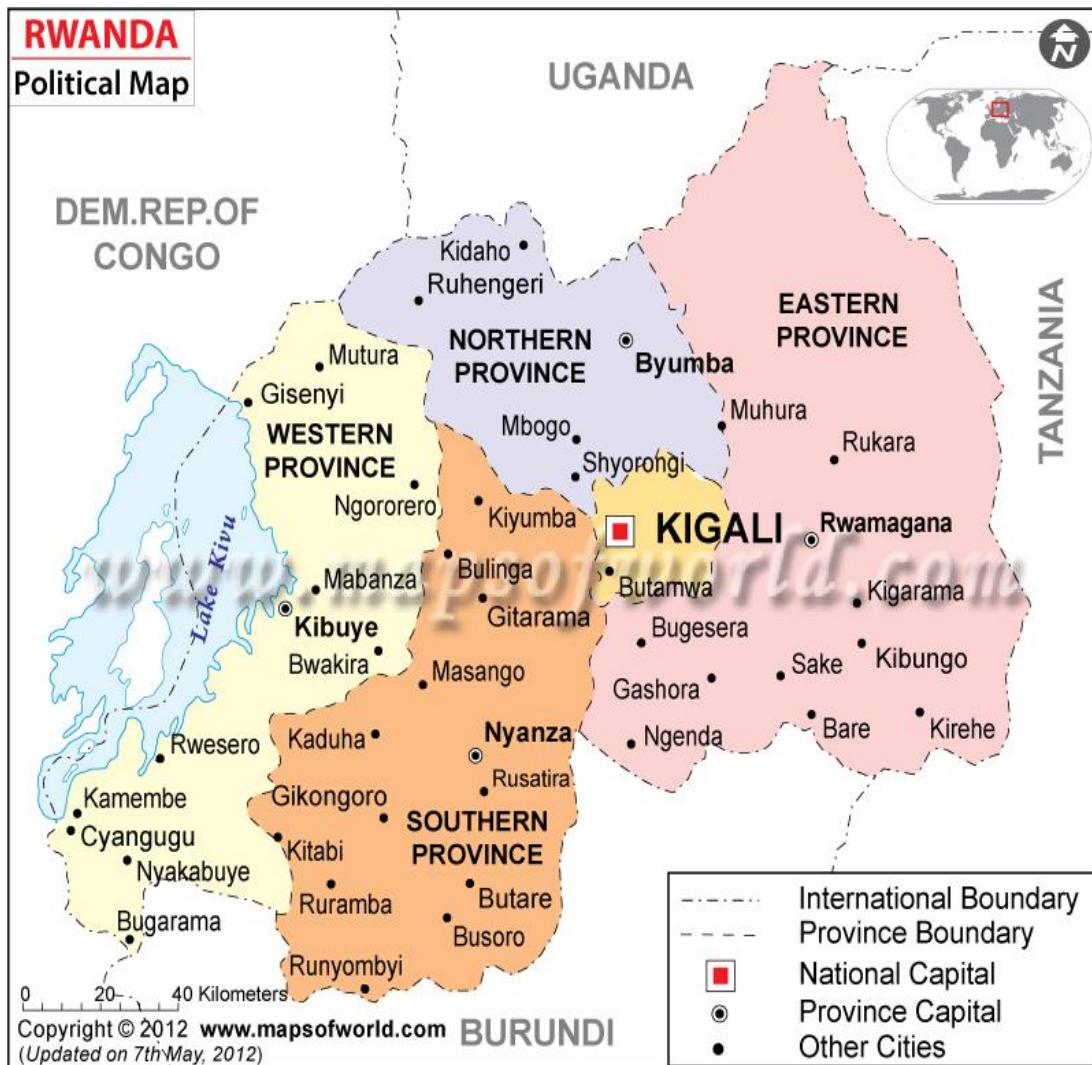 RWANDA
Political Map
N
UGANDA
DEM.REP.OF
CONGO
TANZANIA
BURUNDI
Kidaho
Ruhengeri
NORTHERN
PROVINCE
Byumba
Mbogo
Shyorongi
EASTERN
PROVINCE
Muhura
Rukara
Rwamagana
Kigarama
Kibungo
Bugesera
Sake
Gashora
Ngenda
Bare
Kirehe
KIGALI
Butamwa
Mutura
Gisenyi
WESTERN
PROVINCE
Ngororero
Lake Kivu
Mabanza
Kibuye
Bwakira
Rwesero
Kamembe
Cyangugu
Nyakabuye
Bugarama
Kiyumba
Bulinga
Gitarama
Masango
Kaduha
Nyanza
Rusatira
Gikongoro
SOUTHERN
PROVINCE
Kitabi
Ruramba
Butare
Busoro
Runyombyi
www.mapsofworld.com
0 20 40 Kilometers
Copyright © 2012 www.mapsofworld.com
(Updated on 7th May, 2012)
International Boundary
Province Boundary
National Capital
Province Capital
Other Cities